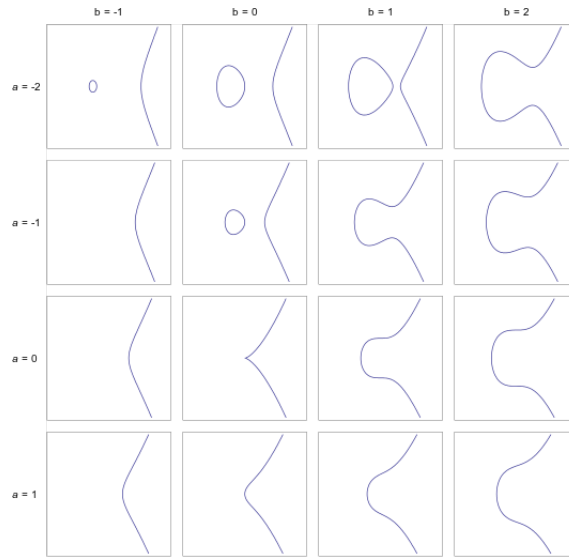 b = -1 b = 0 b = 1 b = 2
a = -2
a = -1
a = 0
a = 1